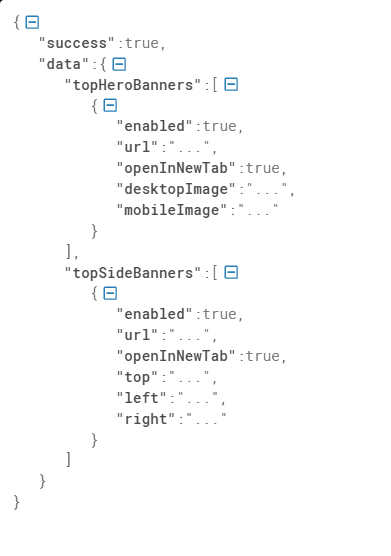 {
"success":true,
"data":{
"topHeroBanners":[
{
"enabled":true,
"url":"...",
"openInNewTab":true,
"desktopImage":"...",
"mobileImage":"..."
}
],
"topSideBanners":[
{
"enabled":true,
"url":"...",
"openInNewTab":true,
"top":"...",
"left":"...",
"right":"..."
}
]
}
}